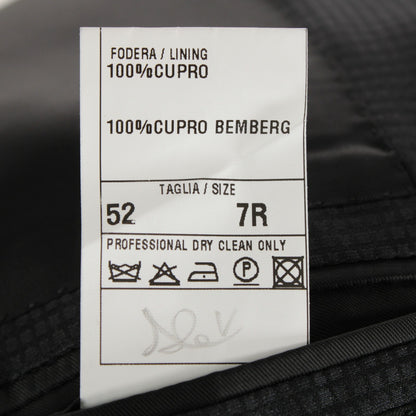 FODERA / LINING
100%CUPRO
100%CUPRO BEMBERG
TAGLIA / SIZE
52 7R
PROFESSIONAL DRY CLEAN ONLY
P